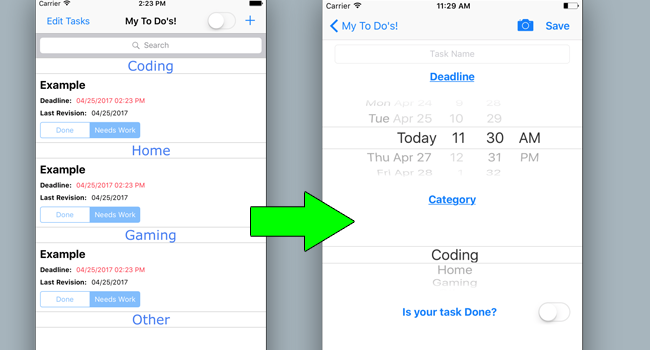 Carrier 2:23 PM
Edit Tasks My To Do's! +
Search
Coding
Example
Deadline: 04/25/2017 02:23 PM
Last Revision: 04/25/2017
Done Needs Work
Home
Example
Deadline: 04/25/2017 02:23 PM
Last Revision: 04/25/2017
Done Needs Work
Gaming
Example
Deadline: 04/25/2017 02:23 PM
Last Revision: 04/25/2017
Done Needs Work
Other
Carrier 11:29 AM
My To Do's! Save
Task Name
Deadline
Mon Apr 24 9 28
Tue Apr 25 10 29
Today 11 30 AM
Thu Apr 27 12 31 PM
Fri Apr 28 1 32
Category
Coding
Home
Gaming
Is your task Done?